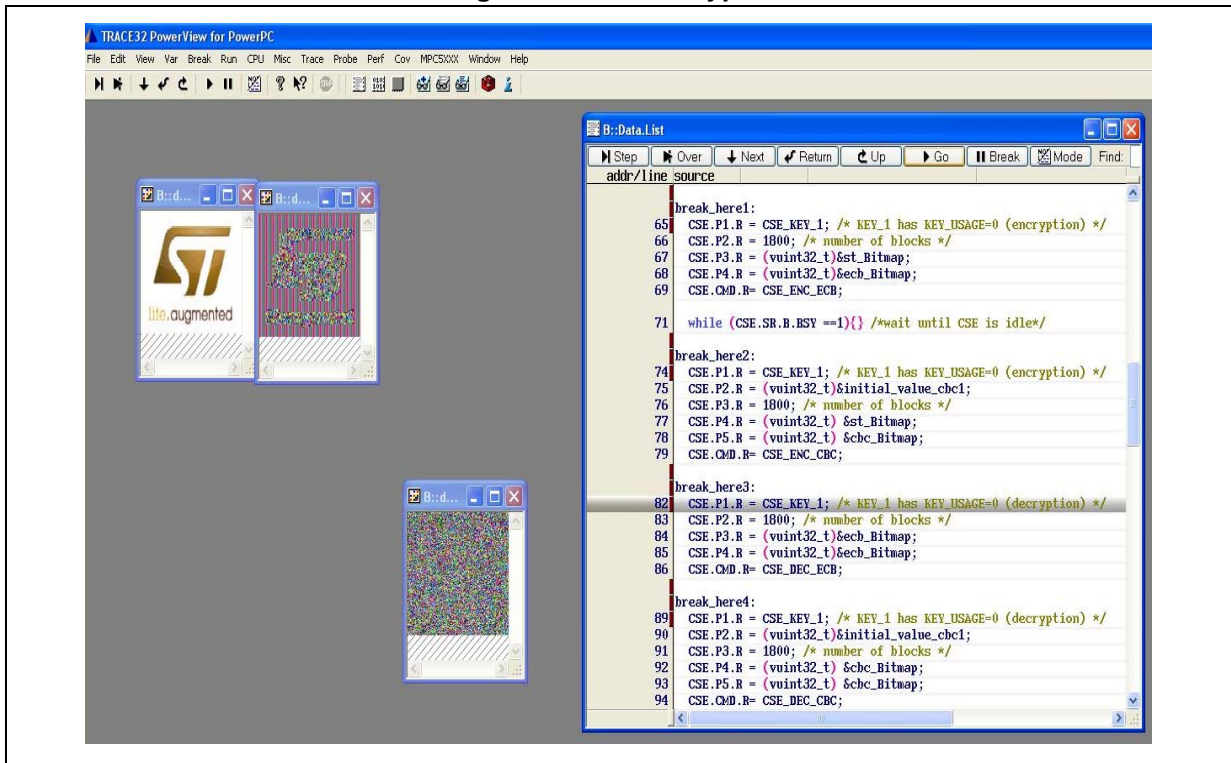 TRACE32 PowerView for PowerPC
File Edit View Var Break Run CPU Misc Trace Probe Perf Cov MPC5XXX Window Help
B::Data.List
Step Over Next Return Up Go Break Mode Find:
addr/line source
B::d... B::d...
life.augmented
break_here1:
65 CSE.P1.R = CSE_KEY_1; /* KEY_1 has KEY_USAGE=0 (encryption) */
66 CSE.P2.R = 1800; /* number of blocks */
67 CSE.P3.R = (vuint32_t)&st_Bitmap;
68 CSE.P4.R = (vuint32_t)&ecb_Bitmap;
69 CSE.CMD.R= CSE_ENC_ECB;
71 while (CSE.SR.B.BSY ==1){} /*wait until CSE is idle*/
break_here2:
74 CSE.P1.R = CSE_KEY_1; /* KEY_1 has KEY_USAGE=0 (encryption) */
75 CSE.P2.R = (vuint32_t)&initial_value_cbc1;
76 CSE.P3.R = 1800; /* number of blocks */
77 CSE.P4.R = (vuint32_t) &st_Bitmap;
78 CSE.P5.R = (vuint32_t) &cbc_Bitmap;
79 CSE.CMD.R= CSE_ENC_CBC;
B::d...
break_here3:
82 CSE.P1.R = CSE_KEY_1; /* KEY_1 has KEY_USAGE=0 (decryption) */
83 CSE.P2.R = 1800; /* number of blocks */
84 CSE.P3.R = (vuint32_t)&ecb_Bitmap;
85 CSE.P4.R = (vuint32_t)&ecb_Bitmap;
86 CSE.CMD.R= CSE_DEC_ECB;
break_here4:
89 CSE.P1.R = CSE_KEY_1; /* KEY_1 has KEY_USAGE=0 (decryption) */
90 CSE.P2.R = (vuint32_t)&initial_value_cbc1;
91 CSE.P3.R = 1800; /* number of blocks */
92 CSE.P4.R = (vuint32_t) &cbc_Bitmap;
93 CSE.P5.R = (vuint32_t) &cbc_Bitmap;
94 CSE.CMD.R= CSE_DEC_CBC;